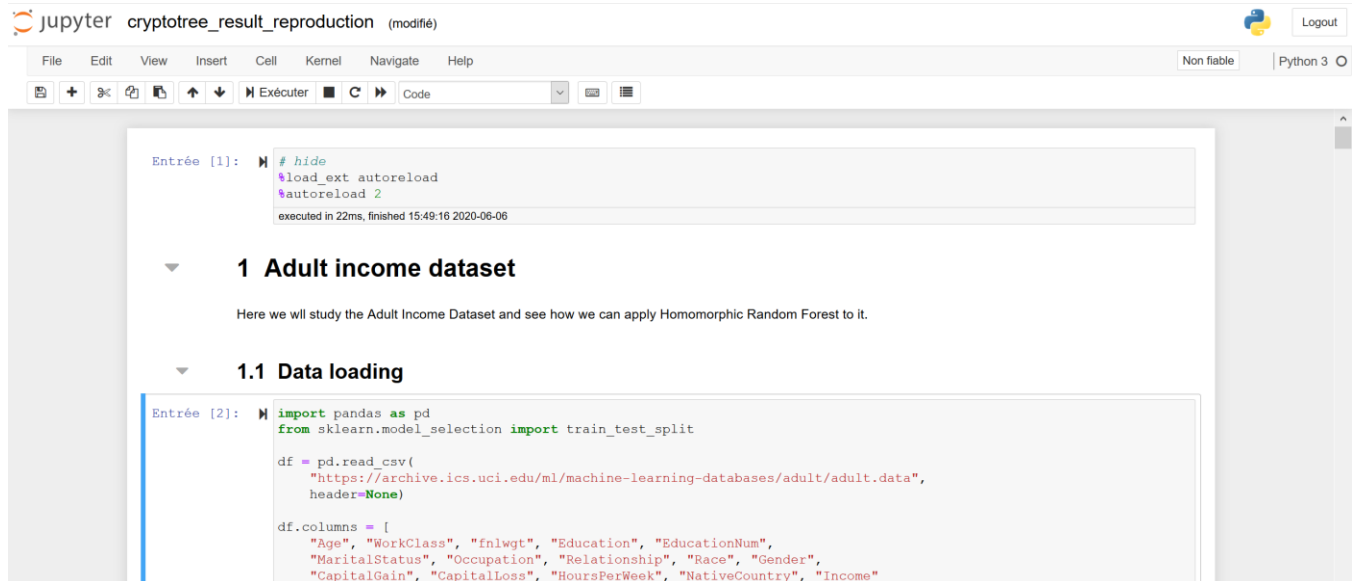 jupyter cryptotree_result_reproduction (modifié) Logout
File Edit View Insert Cell Kernel Navigate Help Non fiable Python 3
Exécuter Code
Entrée [1]: # hide
%load_ext autoreload
%autoreload 2
executed in 22ms, finished 15:49:16 2020-06-06
1 Adult income dataset
Here we wll study the Adult Income Dataset and see how we can apply Homomorphic Random Forest to it.
1.1 Data loading
Entrée [2]: import pandas as pd
from sklearn.model_selection import train_test_split
df = pd.read_csv(
"https://archive.ics.uci.edu/ml/machine-learning-databases/adult/adult.data",
header=None)
df.columns = [
"Age", "WorkClass", "fnlwgt", "Education", "EducationNum",
"MaritalStatus", "Occupation", "Relationship", "Race", "Gender",
"CapitalGain", "CapitalLoss", "HoursPerWeek", "NativeCountry", "Income"